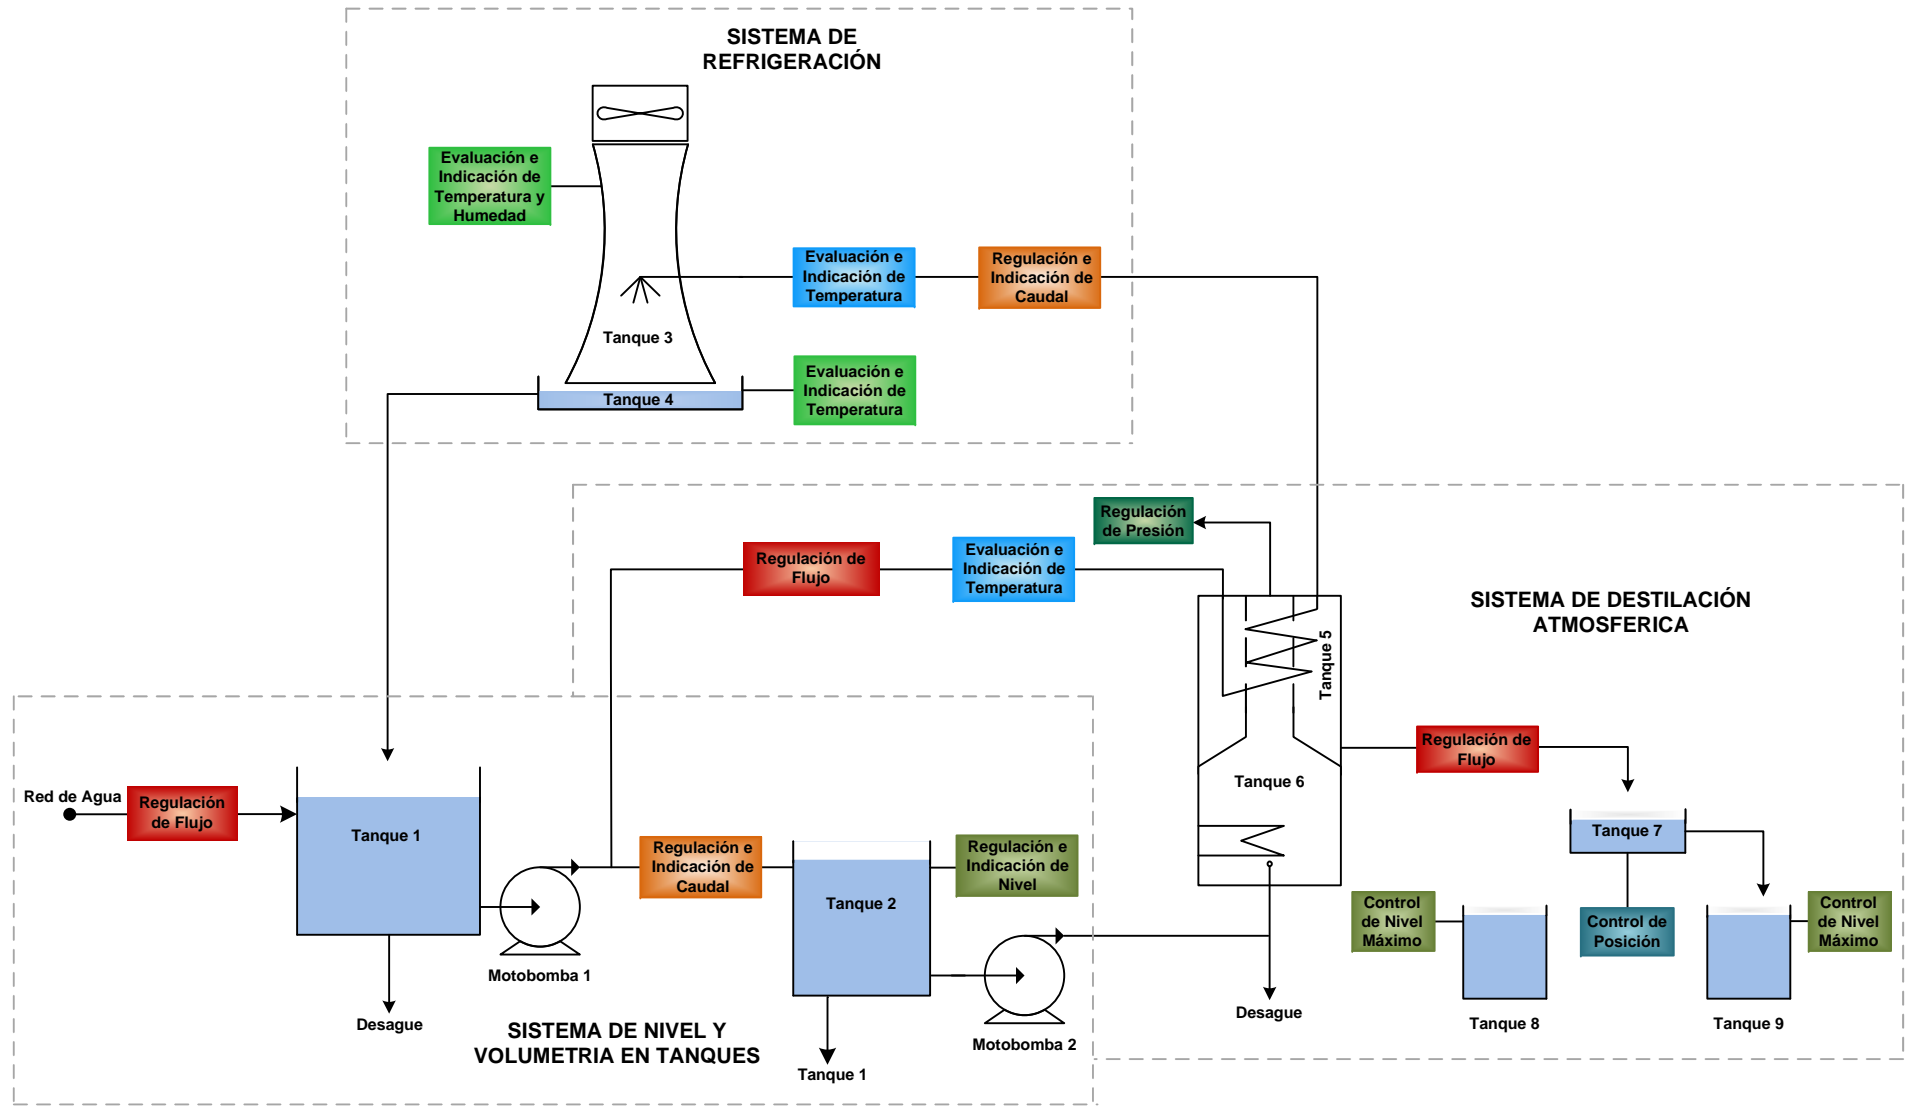 SISTEMA DE
REFRIGERACIÓN
Evaluación e
Indicación de
Temperatura y
Humedad
Evaluación e
Indicación de
Temperatura
Regulación e
Indicación de
Caudal
Tanque 3
Evaluación e
Indicación de
Temperatura
Tanque 4
Regulación
de Presión
Regulación de
Flujo
Evaluación e
Indicación de
Temperatura
SISTEMA DE DESTILACIÓN
ATMOSFERICA
Tanque 5
Regulación de
Flujo
Tanque 6
Red de Agua
Regulación
de Flujo
Tanque 1
Tanque 7
Regulación e
Indicación de
Caudal
Regulación e
Indicación de
Nivel
Tanque 2
Control
de Nivel
Máximo
Control de
Posición
Control
de Nivel
Máximo
Motobomba 1
Desague
Desague
Tanque 8
Tanque 9
SISTEMA DE NIVEL Y
VOLUMETRIA EN TANQUES
Motobomba 2
Tanque 1